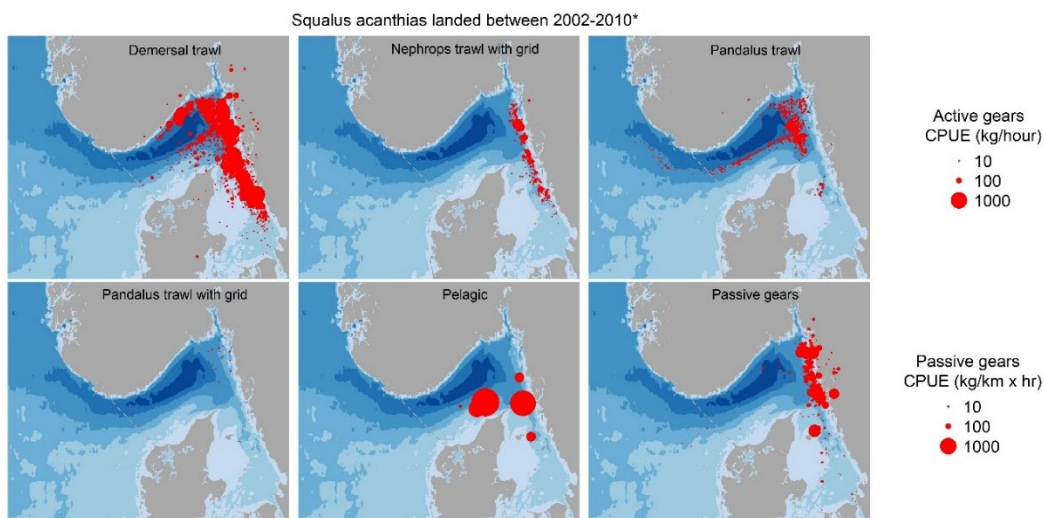 Squalus acanthias landed between 2002-2010*
Demersal trawl
Nephrops trawl with grid
Pandalus trawl
Active gears
CPUE (kg/hour)
10
100
1000
Pandalus trawl with grid
Pelagic
Passive gears
Passive gears
CPUE (kg/km x hr)
10
100
1000